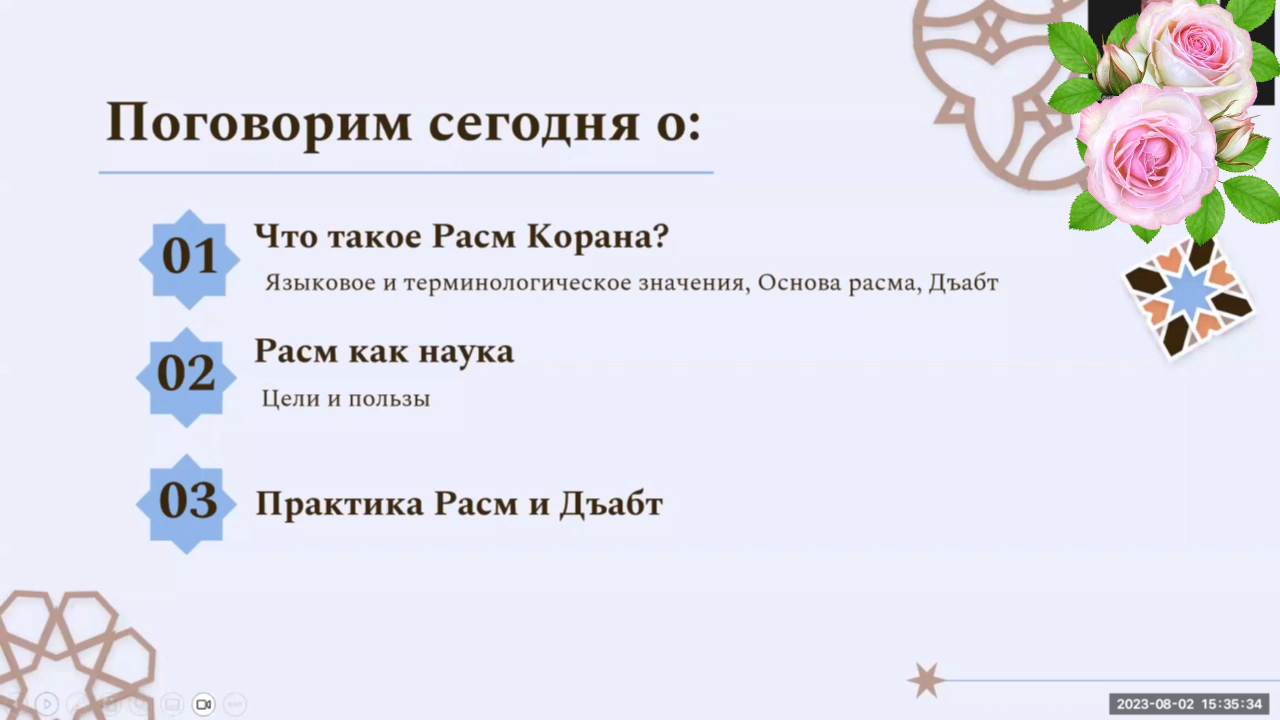 Поговорим сегодня о:
01 Что такое Расм Корана?
Языковое и терминологическое значения, Основа расма, Дъабт
02 Расм как наука
Цели и пользы
03 Практика Расм и Дъабт
2023-08-02 15:35:34